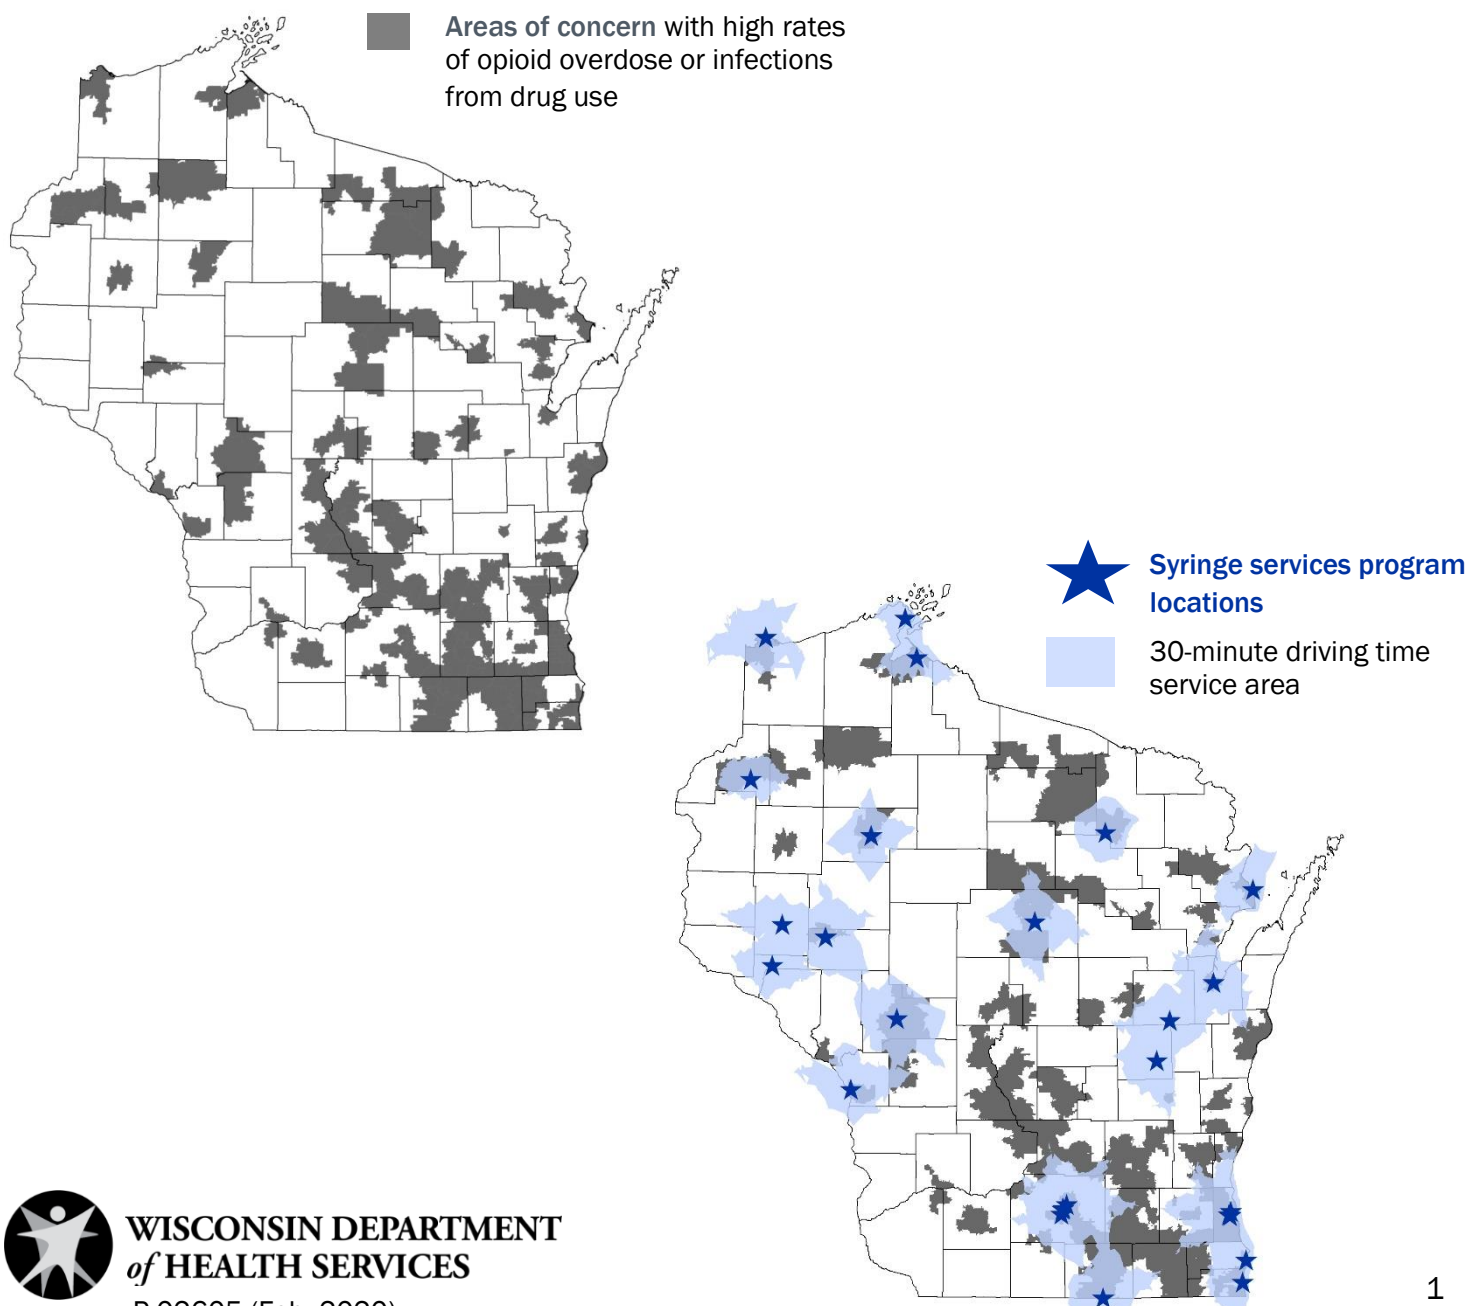 Areas of concern with high rates
of opioid overdose or infections
from drug use
Syringe services program
locations
30-minute driving time
service area
WISCONSIN DEPARTMENT
of HEALTH SERVICES
1